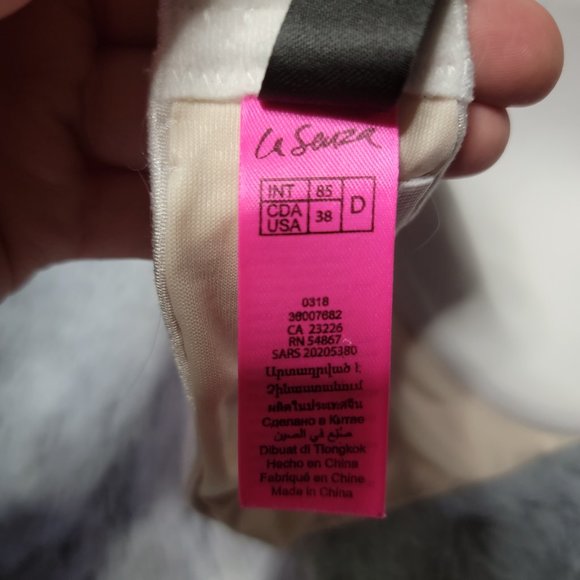 la Senza
INT 85 D
CDA USA 38
0318
36007682
CA 23226
RN 54867
SARS 20205380
Արտադրված է
Չինաստանում
ผลิตในประเทศจีน
Сделано в Китае
صنع في الصين
Dibuat di Tiongkok
Hecho en China
Fabriqué en Chine
Made in China